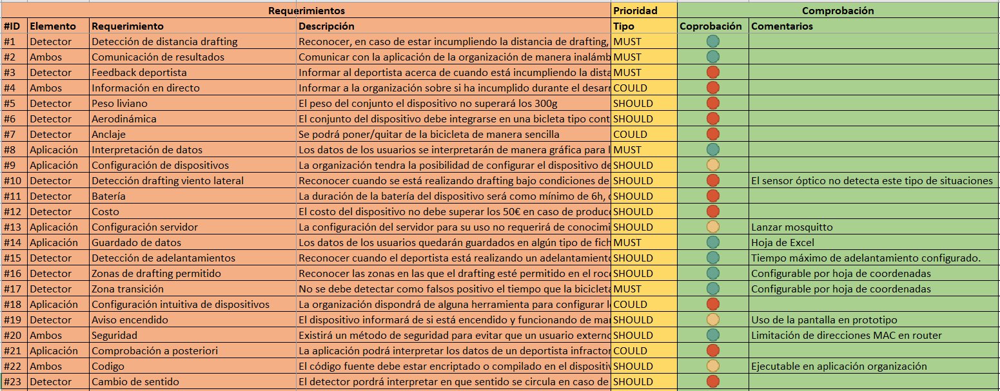 Requerimientos Prioridad Comprobación
#ID Elemento Requerimiento Descripción Tipo Coprobación Comentarios
#1 Detector Detección de distancia drafting Reconocer, en caso de estar incumpliendo la distancia de drafting, MUST
#2 Ambos Comunicación de resultados Comunicar con la aplicación de la organización de manera inalámb MUST
#3 Detector Feedback deportista Informar al deportista acerca de cuando está incumpliendo la dista MUST
#4 Ambos Información en directo Informar a la organización sobre si ha incumplido durante el desarr COULD
#5 Detector Peso liviano El peso del conjunto el dispositivo no superará los 300g SHOULD
#6 Detector Aerodinámica El conjunto del dispositivo debe integrarse en una bicleta tipo cont SHOULD
#7 Detector Anclaje Se podrá poner/quitar de la bicicleta de manera sencilla COULD
#8 Aplicación Interpretación de datos Los datos de los usuarios se interpretarán de manera gráfica para l MUST
#9 Aplicación Configuración de dispositivos La organización tendra la posibilidad de configurar el dispositivo de SHOULD
#10 Detector Detección drafting viento lateral Reconocer cuando se está realizando drafting bajo condiciones de SHOULD El sensor óptico no detecta este tipo de situaciones
#11 Detector Batería La duración de la batería del dispositivo será como mínimo de 6h, SHOULD
#12 Detector Costo El costo del dispositivo no debe superar los 50€ en caso de produc SHOULD
#13 Aplicación Configuración servidor La configuración del servidor para su uso no requerirá de conocimi SHOULD Lanzar mosquitto
#14 Aplicación Guardado de datos Los datos de los usuarios quedarán guardados en algún tipo de fich MUST Hoja de Excel
#15 Detector Detección de adelantamientos Reconocer cuando el deportista está realizando un adelantamiento SHOULD Tiempo máximo de adelantamiento configurado.
#16 Detector Zonas de drafting permitido Reconocer las zonas en las que el drafting esté permitido en el roco SHOULD Configurable por hoja de coordenadas
#17 Detector Zona transición No se debe detectar como falsos positivo el tiempo que la bicicleta MUST Configurable por hoja de coordenadas
#18 Aplicación Configuración intuitiva de dispositivos La organización dispondrá de alguna herramienta para configurar l COULD
#19 Detector Aviso encendido El dispositivo informará de si está encendido y funcionando de mar SHOULD Uso de la pantalla en prototipo
#20 Ambos Seguridad Existirá un método de seguridad para evitar que un usuario externo SHOULD Limitación de direcciones MAC en router
#21 Aplicación Comprobación a posteriori La aplicación podrá interpretar los datos de un deportista infractor COULD
#22 Ambos Codigo El código fuente debe estar encriptado o compilado en el dispositiv SHOULD Ejecutable en aplicación organización
#23 Detector Cambio de sentido El detector pordrá interpretar en que sentido se circula en caso de SHOULD